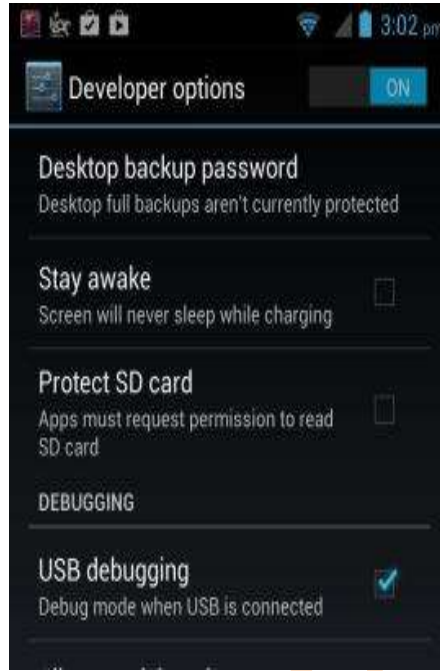 3:02 pm
Developer options
ON
Desktop backup password
Desktop full backups aren't currently protected
Stay awake
Screen will never sleep while charging
Protect SD card
Apps must request permission to read
SD card
DEBUGGING
USB debugging
Debug mode when USB is connected